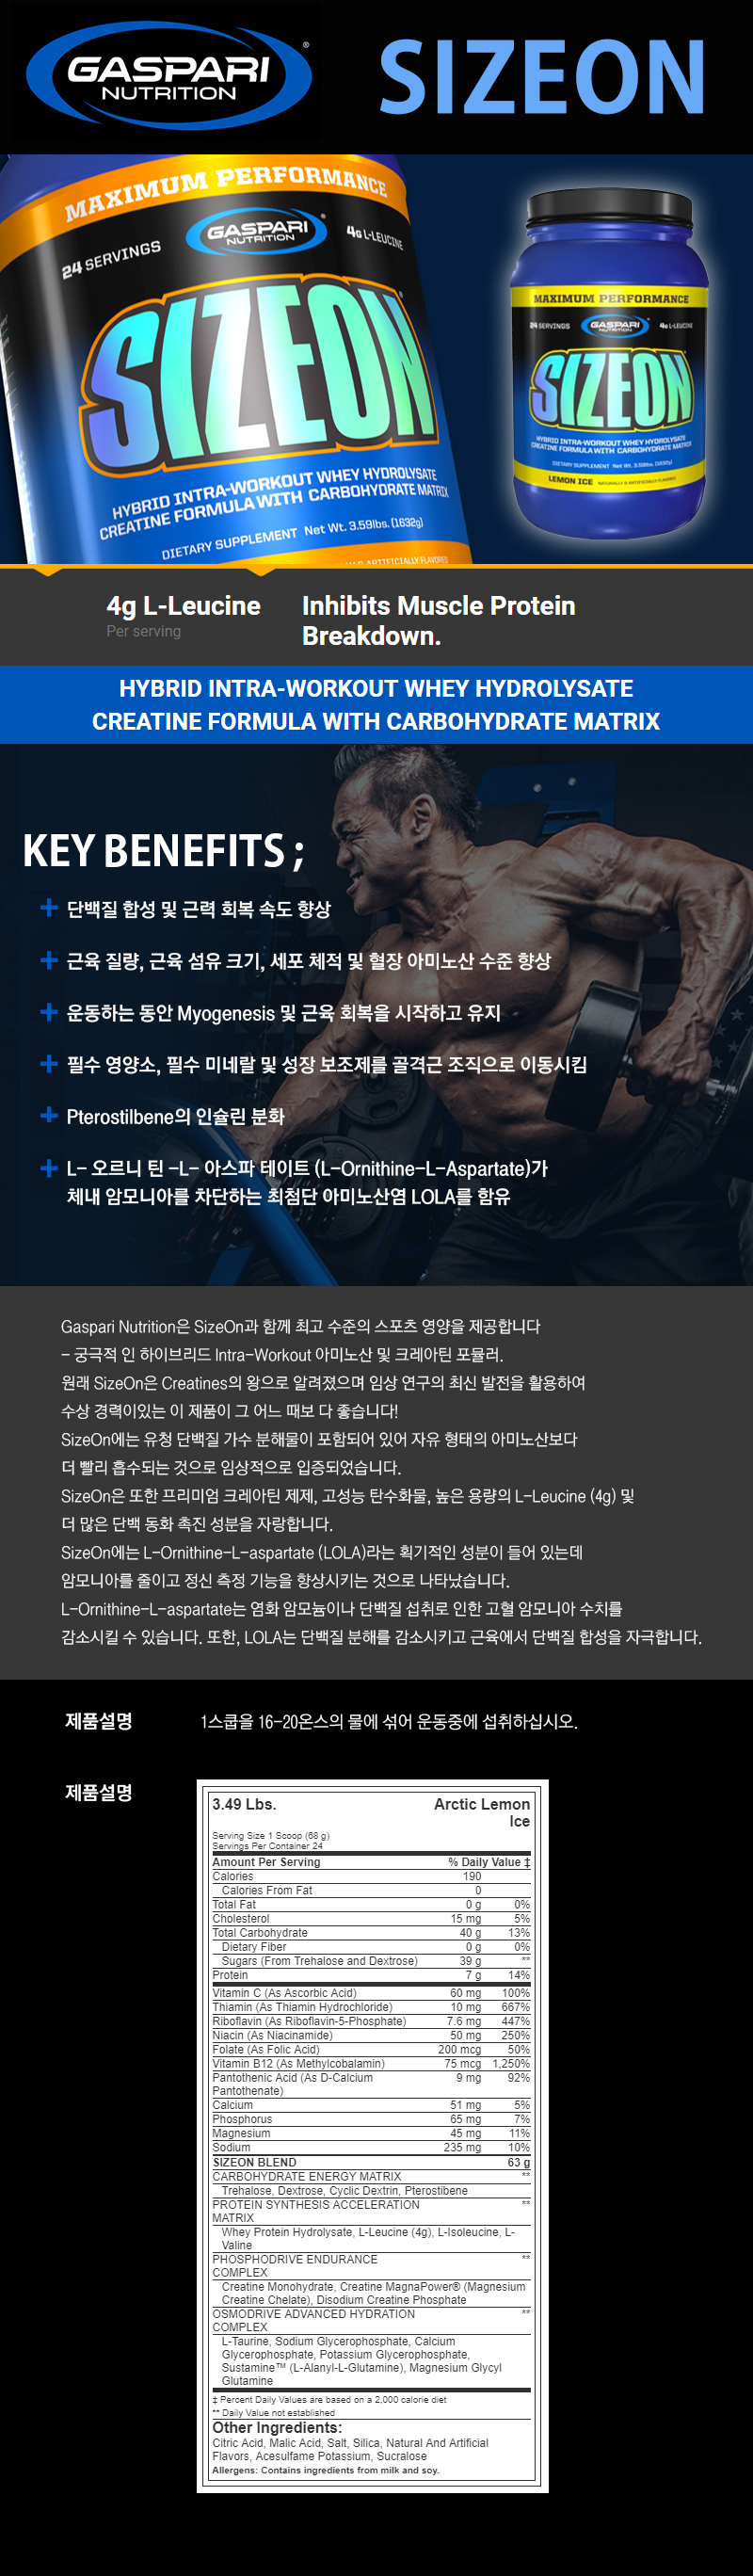 GASPARI
NUTRITION
®
SIZEON
MAXIMUM PERFORMANCE
24 SERVINGS
GASPARI
NUTRITION
4g L-LEUCINE
SIZEON
HYBRID INTRA-WORKOUT WHEY HYDROLYSATE
CREATINE FORMULA WITH CARBOHYDRATE MATRIX
DIETARY SUPPLEMENT Net Wt. 3.59lbs. (1632g)
& ARTIFICIALLY FLAVORED
MAXIMUM PERFORMANCE
24 SERVINGS
GASPARI
NUTRITION
4g L-LEUCINE
SIZEON
HYBRID INTRA-WORKOUT WHEY HYDROLYSATE
CREATINE FORMULA WITH CARBOHYDRATE MATRIX
DIETARY SUPPLEMENT Net Wt. 3.59lbs. (1632g)
LEMON ICE NATURALLY & ARTIFICIALLY FLAVORED
4g L-Leucine
Per serving
Inhibits Muscle Protein
Breakdown.
HYBRID INTRA-WORKOUT WHEY HYDROLYSATE
CREATINE FORMULA WITH CARBOHYDRATE MATRIX
KEY BENEFITS ;
+ 단백질 합성 및 근력 회복 속도 향상
+ 근육 질량, 근육 섬유 크기, 세포 체적 및 혈장 아미노산 수준 향상
+ 운동하는 동안 Myogenesis 및 근육 회복을 시작하고 유지
+ 필수 영양소, 필수 미네랄 및 성장 보조제를 골격근 조직으로 이동시킴
+ Pterostilbene의 인슐린 분화
+ L- 오르니 틴 -L- 아스파 테이트 (L-Ornithine-L-Aspartate)가
체내 암모니아를 차단하는 최첨단 아미노산염 LOLA를 함유
Gaspari Nutrition은 SizeOn과 함께 최고 수준의 스포츠 영양을 제공합니다
- 궁극적 인 하이브리드 Intra-Workout 아미노산 및 크레아틴 포뮬러.
원래 SizeOn은 Creatines의 왕으로 알려졌으며 임상 연구의 최신 발전을 활용하여
수상 경력이있는 이 제품이 그 어느 때보 다 좋습니다!
SizeOn에는 유청 단백질 가수 분해물이 포함되어 있어 자유 형태의 아미노산보다
더 빨리 흡수되는 것으로 임상적으로 입증되었습니다.
SizeOn은 또한 프리미엄 크레아틴 제제, 고성능 탄수화물, 높은 용량의 L-Leucine (4g) 및
더 많은 단백 동화 촉진 성분을 자랑합니다.
SizeOn에는 L-Ornithine-L-aspartate (LOLA)라는 획기적인 성분이 들어 있는데
암모니아를 줄이고 정신 측정 기능을 향상시키는 것으로 나타났습니다.
L-Ornithine-L-aspartate는 염화 암모늄이나 단백질 섭취로 인한 고혈 암모니아 수치를
감소시킬 수 있습니다. 또한, LOLA는 단백질 분해를 감소시키고 근육에서 단백질 합성을 자극합니다.
제품설명 1스쿱을 16-20온스의 물에 섞어 운동중에 섭취하십시오.
제품설명
3.49 Lbs. Arctic Lemon
Ice
Serving Size 1 Scoop (68 g)
Servings Per Container 24
Amount Per Serving % Daily Value ‡
Calories 190
Calories From Fat 0
Total Fat 0 g 0%
Cholesterol 15 mg 5%
Total Carbohydrate 40 g 13%
Dietary Fiber 0 g 0%
Sugars (From Trehalose and Dextrose) 39 g **
Protein 7 g 14%
Vitamin C (As Ascorbic Acid) 60 mg 100%
Thiamin (As Thiamin Hydrochloride) 10 mg 667%
Riboflavin (As Riboflavin-5-Phosphate) 7.6 mg 447%
Niacin (As Niacinamide) 50 mg 250%
Folate (As Folic Acid) 200 mcg 50%
Vitamin B12 (As Methylcobalamin) 75 mcg 1,250%
Pantothenic Acid (As D-Calcium 9 mg 92%
Pantothenate)
Calcium 51 mg 5%
Phosphorus 65 mg 7%
Magnesium 45 mg 11%
Sodium 235 mg 10%
SIZEON BLEND 63 g
CARBOHYDRATE ENERGY MATRIX **
Trehalose, Dextrose, Cyclic Dextrin, Pterostibene
PROTEIN SYNTHESIS ACCELERATION **
MATRIX
Whey Protein Hydrolysate, L-Leucine (4g), L-Isoleucine, L-
Valine
PHOSPHODRIVE ENDURANCE **
COMPLEX
Creatine Monohydrate, Creatine MagnaPower® (Magnesium
Creatine Chelate), Disodium Creatine Phosphate
OSMODRIVE ADVANCED HYDRATION **
COMPLEX
L-Taurine, Sodium Glycerophosphate, Calcium
Glycerophosphate, Potassium Glycerophosphate,
Sustamine™ (L-Alanyl-L-Glutamine), Magnesium Glycyl
Glutamine
‡ Percent Daily Values are based on a 2,000 calorie diet
** Daily Value not established
Other Ingredients:
Citric Acid, Malic Acid, Salt, Silica, Natural And Artificial
Flavors, Acesulfame Potassium, Sucralose
Allergens: Contains ingredients from milk and soy.